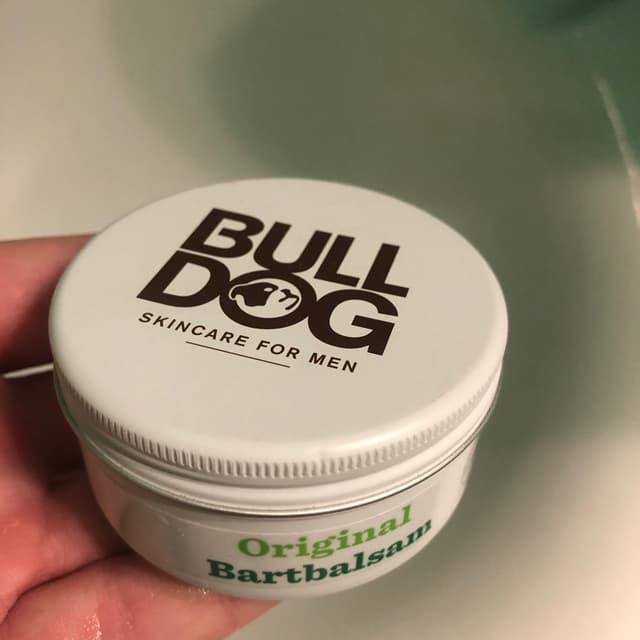 BULL
DOG
SKINCARE FOR MEN
Original
Bartbalsam